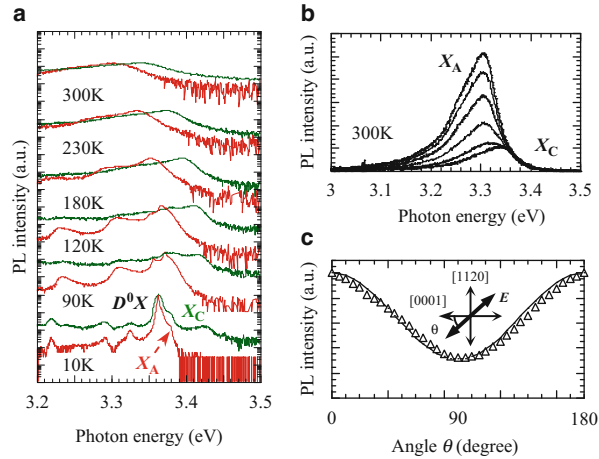 a
PL intensity (a.u.)
300K
230K
180K
120K
90K
10K
D⁰X
X_C
X_A
3.2 3.3 3.4 3.5
Photon energy (eV)
b
PL intensity (a.u.)
X_A
X_C
300K
3 3.1 3.2 3.3 3.4 3.5
Photon energy (eV)
c
PL intensity (a.u.)
[1120]
[0001]
E
θ
0 90 180
Angle θ (degree)